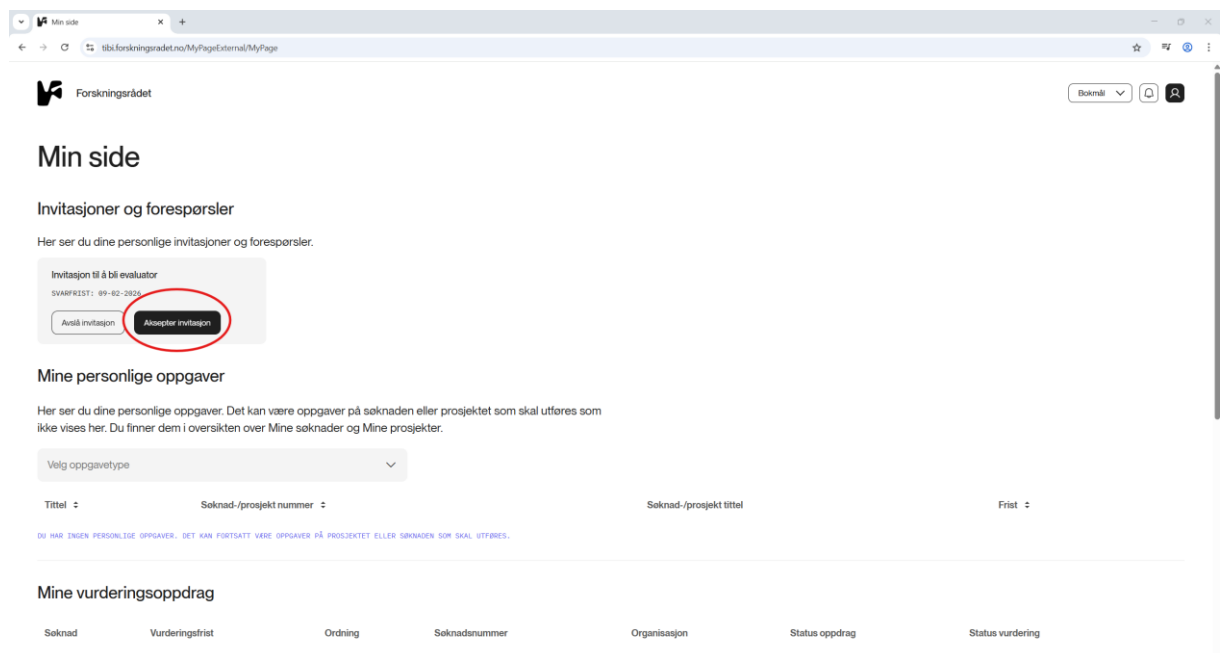 Min side
tibi.forskningsradet.no/MyPageExternal/MyPage
Forskningsrådet
Bokmål
Min side
Invitasjoner og forespørsler
Her ser du dine personlige invitasjoner og forespørsler.
Invitasjon til å bli evaluator
SVARFRIST: 09-02-2026
Avslå invitasjon
Aksepter invitasjon
Mine personlige oppgaver
Her ser du dine personlige oppgaver. Det kan være oppgaver på søknaden eller prosjektet som skal utføres som
ikke vises her. Du finner dem i oversikten over Mine søknader og Mine prosjekter.
Velg oppgavetype
Tittel Søknad-/prosjekt nummer Søknad-/prosjekt tittel Frist
DU HAR INGEN PERSONLIGE OPPGAVER. DET KAN FORTSATT VÆRE OPPGAVER PÅ PROSJEKTET ELLER SØKNADEN SOM SKAL UTFØRES.
Mine vurderingsoppdrag
Søknad Vurderingsfrist Ordning Søknadsnummer Organisasjon Status oppdrag Status vurdering